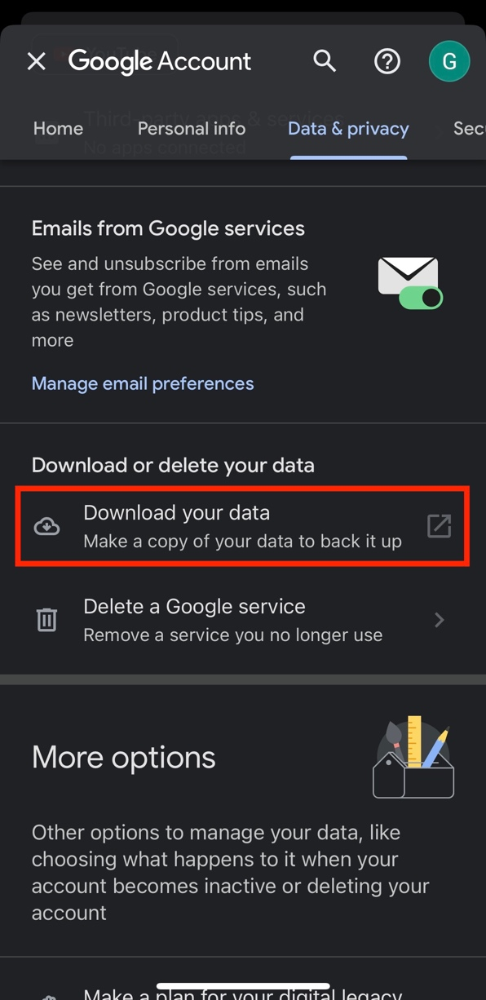 YouTube
Google Account
G
Third-party apps & services
Home
Personal info
Data & privacy
Secu
No apps connected
Emails from Google services
See and unsubscribe from emails
you get from Google services, such
as newsletters, product tips, and
more
Manage email preferences
Download or delete your data
Download your data
Make a copy of your data to back it up
Delete a Google service
Remove a service you no longer use
More options
Other options to manage your data, like
choosing what happens to it when your
account becomes inactive or deleting your
account
Make a plan for your digital legacy